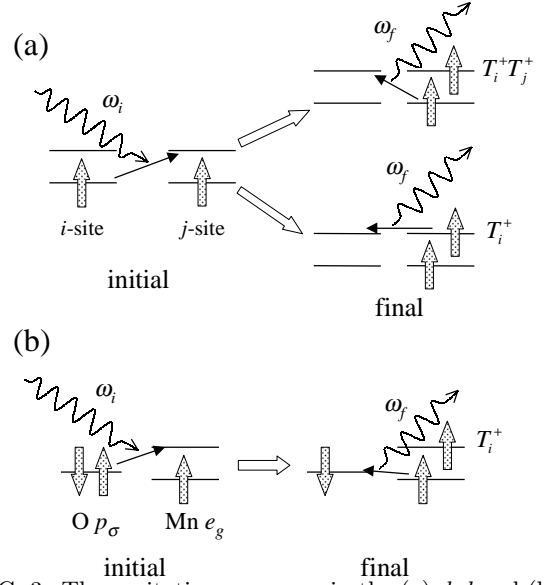 (a)
ω_f
T_i^+ T_j^+
ω_i
ω_f
i-site j-site
T_i^+
initial
final
(b)
ω_i
ω_f
T_i^+
O p_σ Mn e_g
initial final